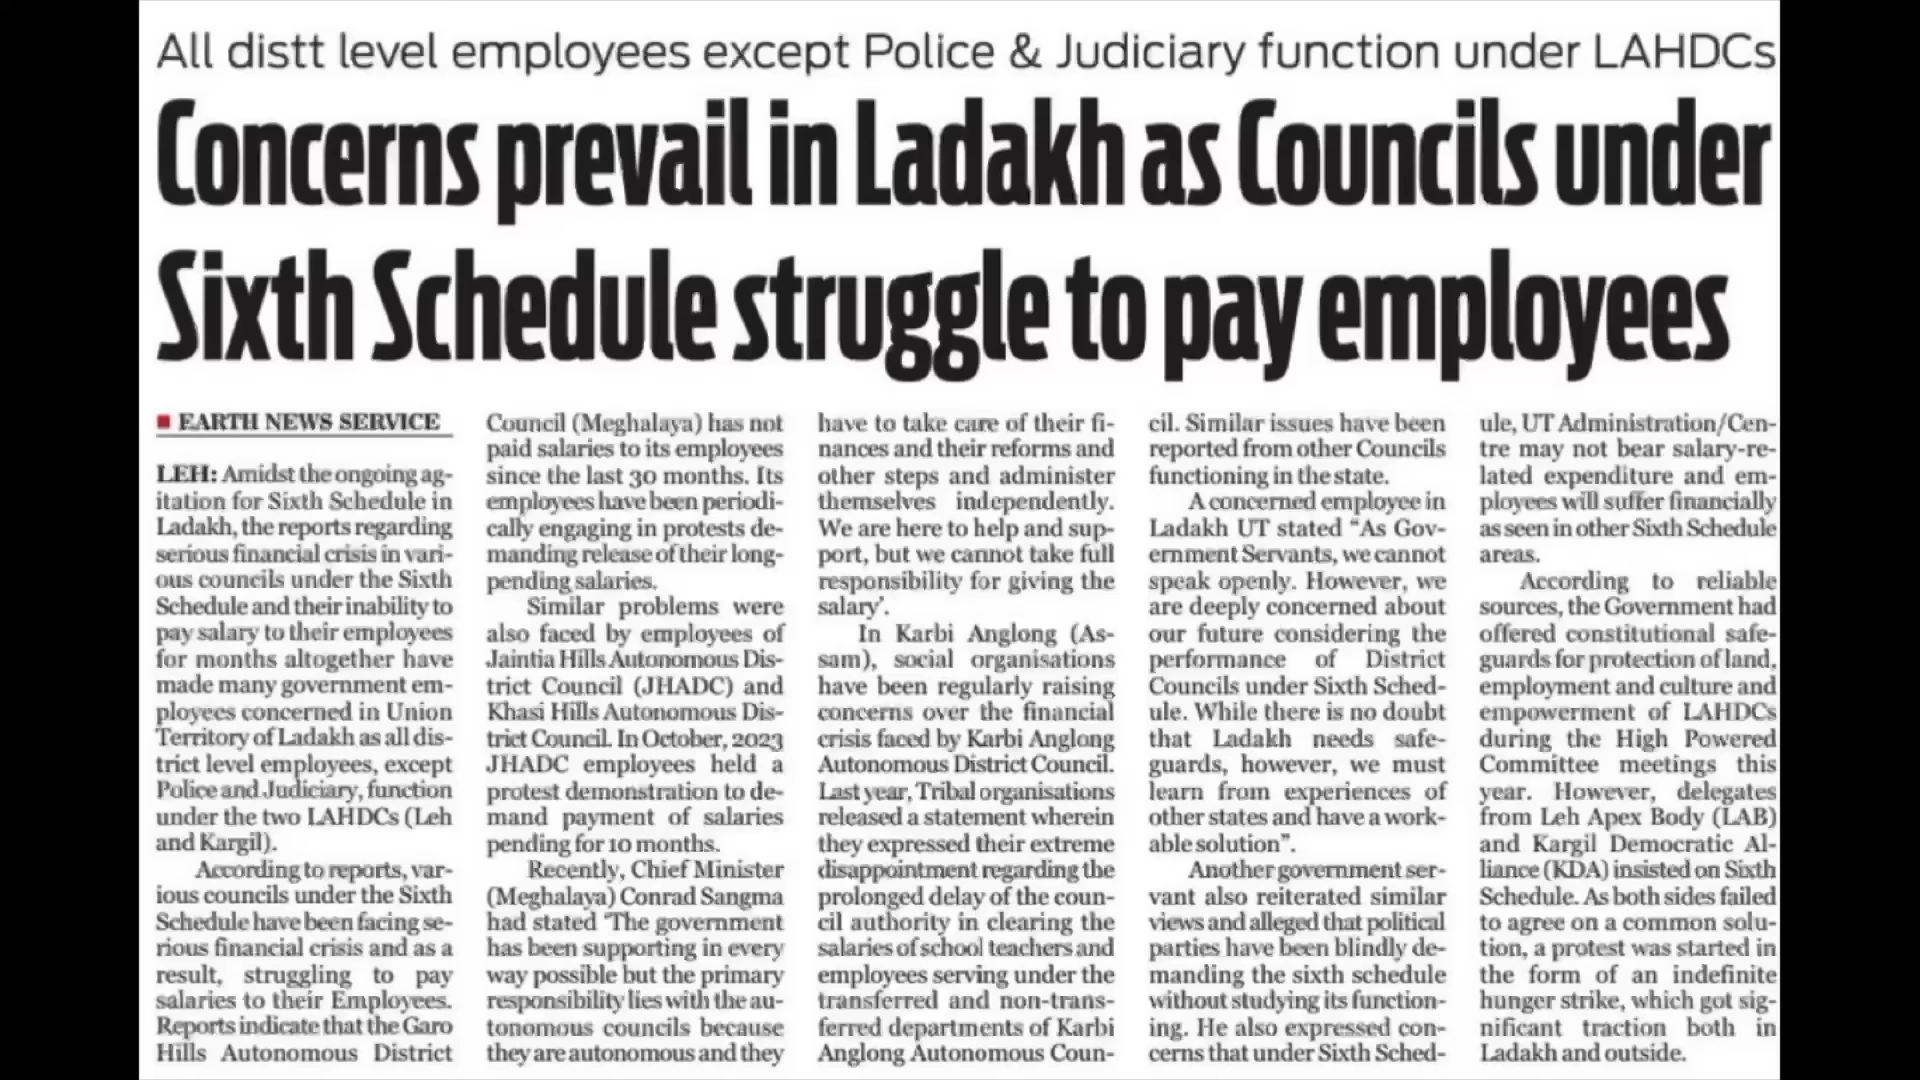 All distt level employees except Police & Judiciary function under LAHDCs
Concerns prevail in Ladakh as Councils under
Sixth Schedule struggle to pay employees
EARTH NEWS SERVICE
LEH: Amidst the ongoing ag-
itation for Sixth Schedule in
Ladakh, the reports regarding
serious financial crisis in vari-
ous councils under the Sixth
Schedule and their inability to
pay salary to their employees
for months altogether have
made many government em-
ployees concerned in Union
Territory of Ladakh as all dis-
trict level employees, except
Police and Judiciary, function
under the two LAHDCs (Leh
and Kargil).
According to reports, var-
ious councils under the Sixth
Schedule have been facing se-
rious financial crisis and as a
result, struggling to pay
salaries to their Employees.
Reports indicate that the Garo
Hills Autonomous District
Council (Meghalaya) has not
paid salaries to its employees
since the last 30 months. Its
employees have been periodi-
cally engaging in protests de-
manding release of their long-
pending salaries.
Similar problems were
also faced by employees of
Jaintia Hills Autonomous Dis-
trict Council (JHADC) and
Khasi Hills Autonomous Dis-
trict Council. In October, 2023
JHADC employees held a
protest demonstration to de-
mand payment of salaries
pending for 10 months.
Recently, Chief Minister
(Meghalaya) Conrad Sangma
had stated 'The government
has been supporting in every
way possible but the primary
responsibility lies with the au-
tonomous councils because
they are autonomous and they
have to take care of their fi-
nances and their reforms and
other steps and administer
themselves independently.
We are here to help and sup-
port, but we cannot take full
responsibility for giving the
salary'.
In Karbi Anglong (As-
sam), social organisations
have been regularly raising
concerns over the financial
crisis faced by Karbi Anglong
Autonomous District Council.
Last year, Tribal organisations
released a statement wherein
they expressed their extreme
disappointment regarding the
prolonged delay of the coun-
cil authority in clearing the
salaries of school teachers and
employees serving under the
transferred and non-trans-
ferred departments of Karbi
Anglong Autonomous Coun-
cil. Similar issues have been
reported from other Councils
functioning in the state.
A concerned employee in
Ladakh UT stated “As Gov-
ernment Servants, we cannot
speak openly. However, we
are deeply concerned about
our future considering the
performance of District
Councils under Sixth Sched-
ule. While there is no doubt
that Ladakh needs safe-
guards, however, we must
learn from experiences of
other states and have a work-
able solution”.
Another government ser-
vant also reiterated similar
views and alleged that political
parties have been blindly de-
manding the sixth schedule
without studying its function-
ing. He also expressed con-
cerns that under Sixth Sched-
ule, UT Administration/Cen-
tre may not bear salary-re-
lated expenditure and em-
ployees will suffer financially
as seen in other Sixth Schedule
areas.
According to reliable
sources, the Government had
offered constitutional safe-
guards for protection of land,
employment and culture and
empowerment of LAHDCs
during the High Powered
Committee meetings this
year. However, delegates
from Leh Apex Body (LAB)
and Kargil Democratic Al-
liance (KDA) insisted on Sixth
Schedule. As both sides failed
to agree on a common solu-
tion, a protest was started in
the form of an indefinite
hunger strike, which got sig-
nificant traction both in
Ladakh and outside.